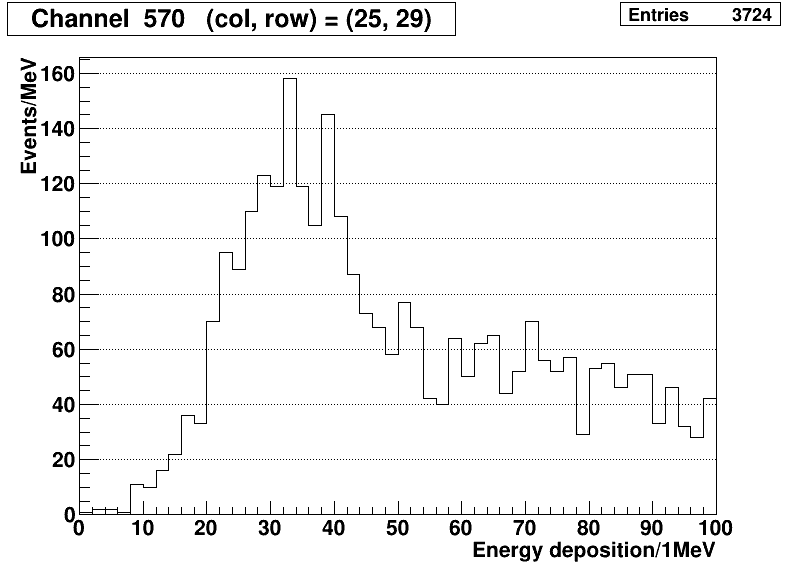 Channel 570 (col, row) = (25, 29)
Entries 3724
Events/MeV
160
140
120
100
80
60
40
20
0
0 10 20 30 40 50 60 70 80 90 100
Energy deposition/1MeV